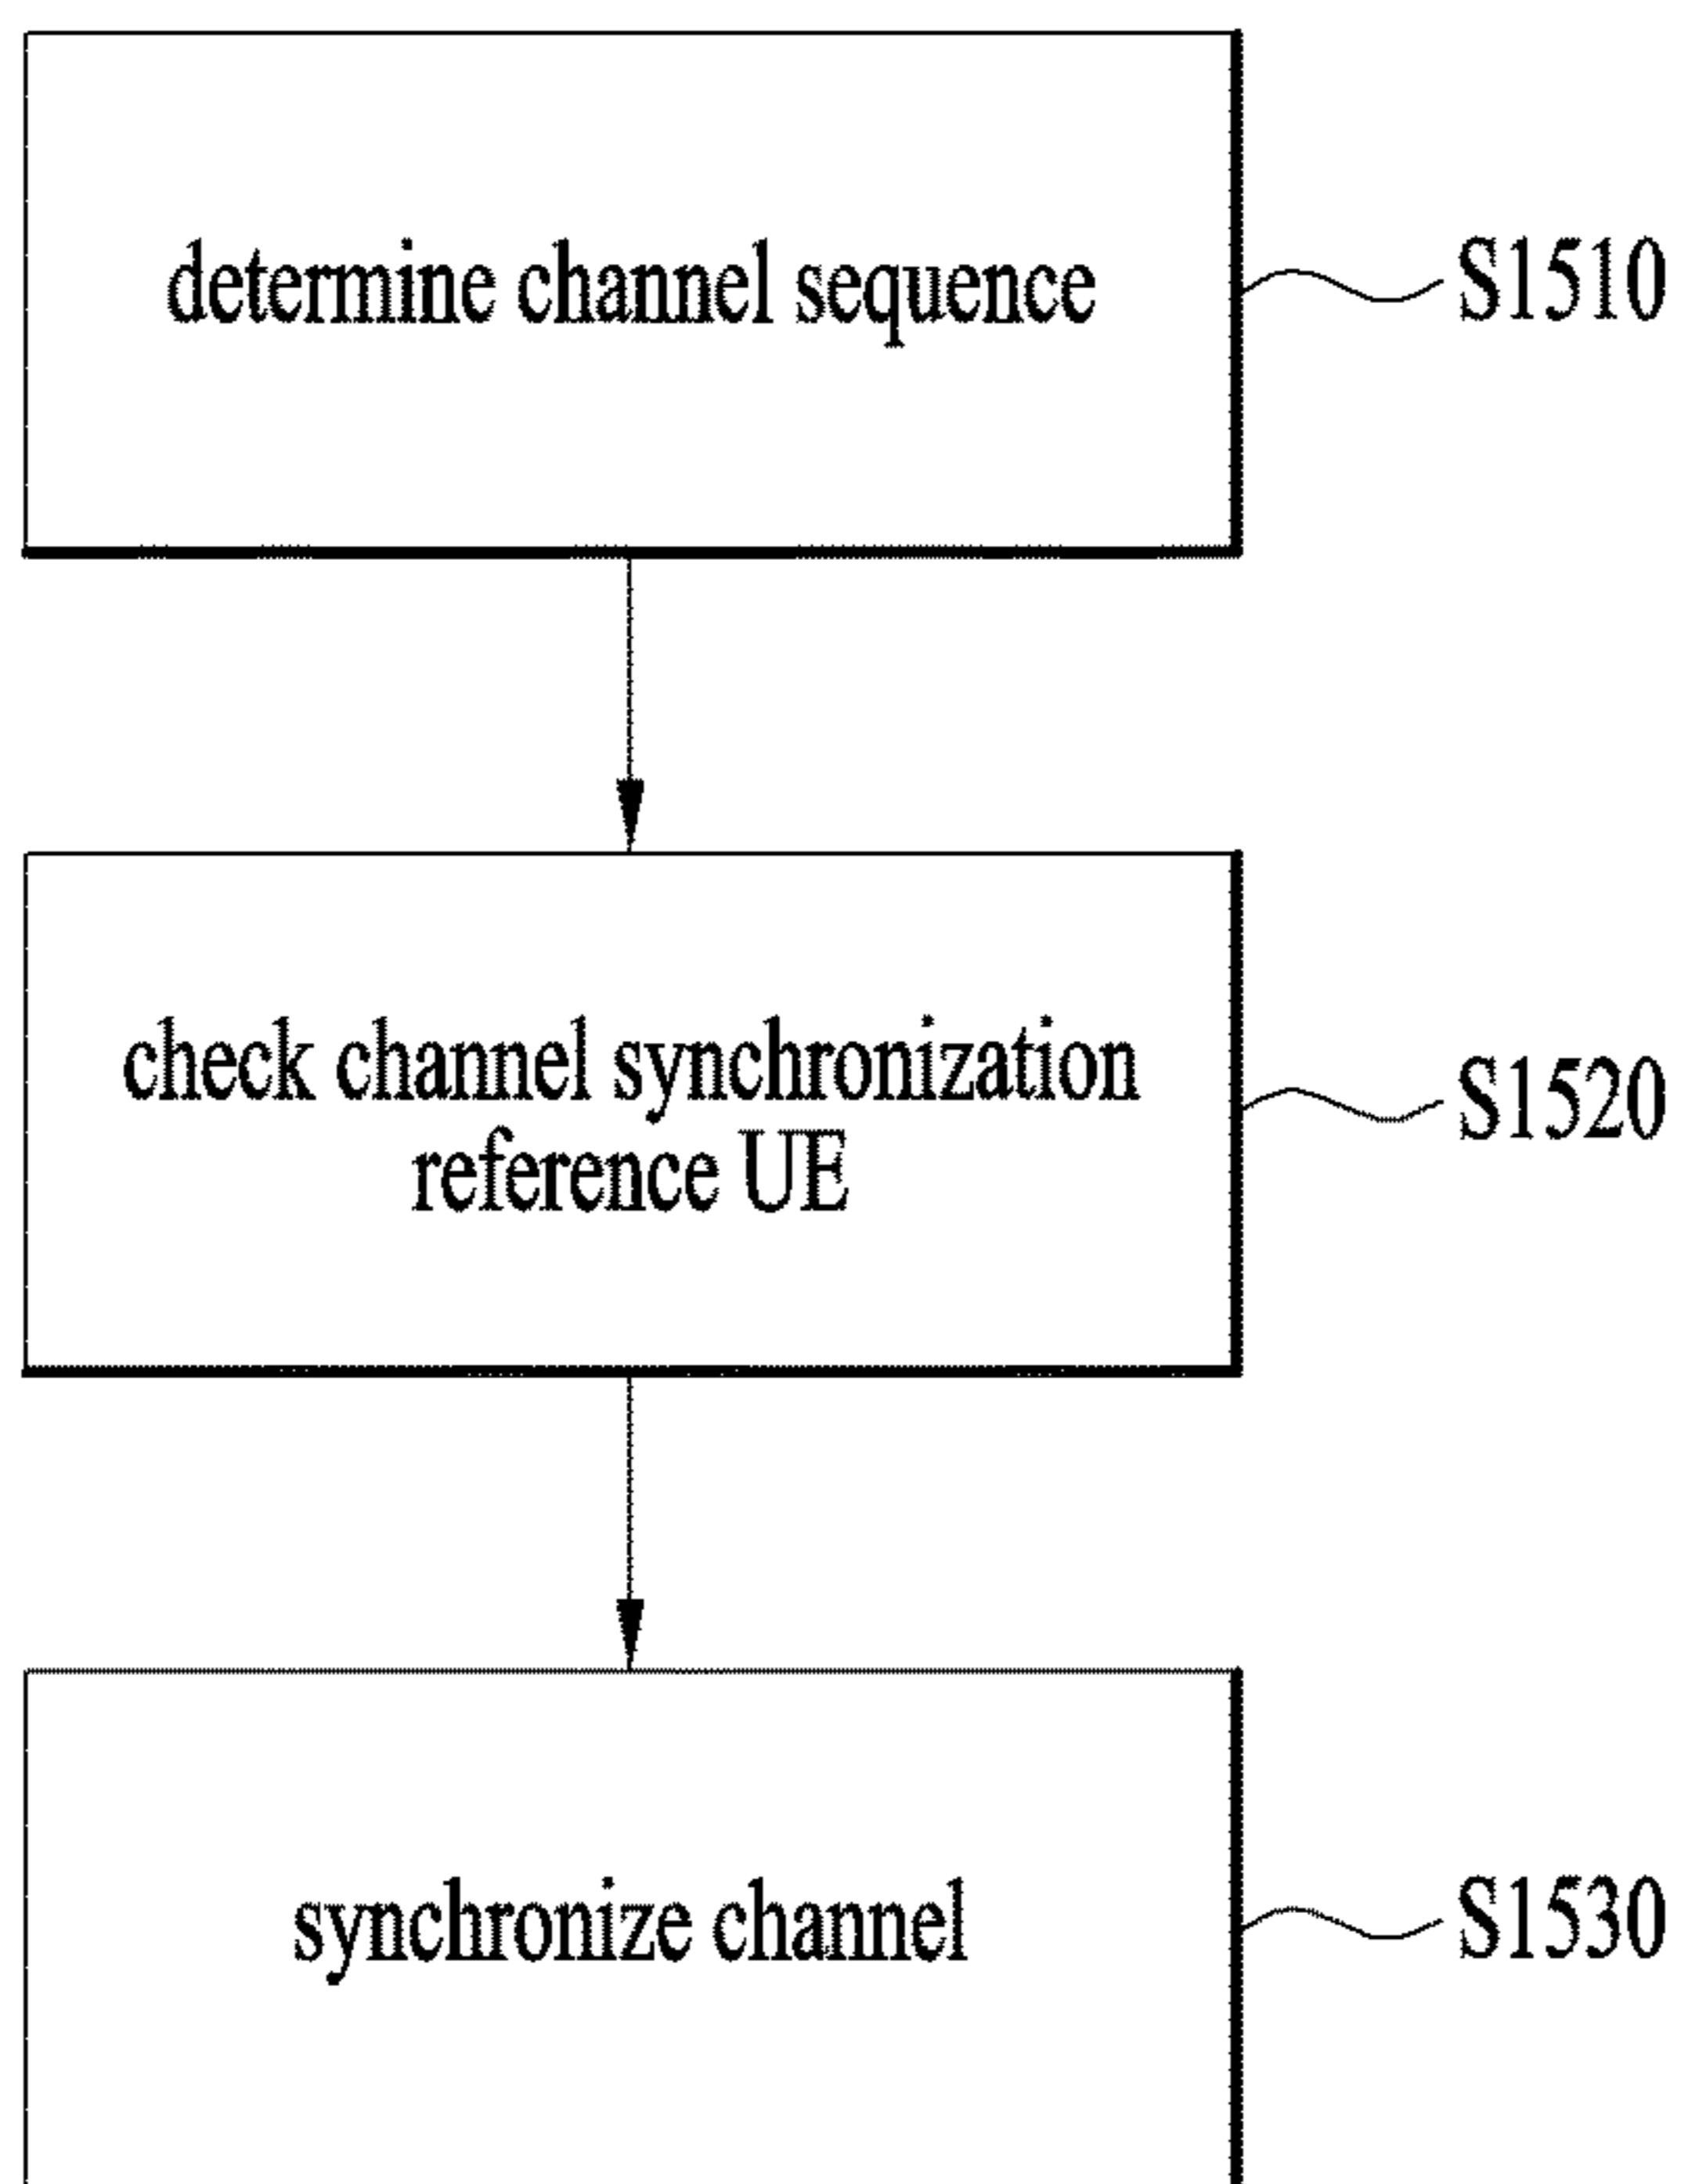 determine channel sequence
S1510
check channel synchronization
reference UE
S1520
synchronize channel
S1530